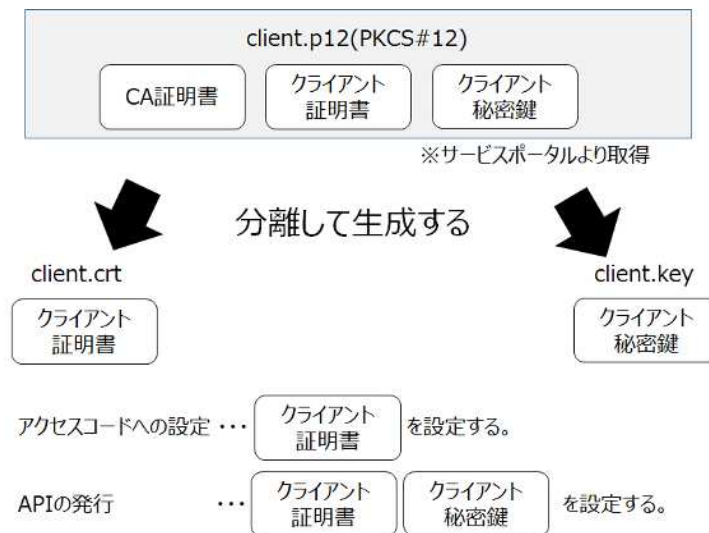 client.p12(PKCS#12)
CA証明書
クライアント
証明書
クライアント
秘密鍵
※サービスポータルより取得
分離して生成する
client.crt
クライアント
証明書
client.key
クライアント
秘密鍵
アクセスコードへの設定 ・・・ クライアント
証明書 を設定する。
APIの発行 ・・・ クライアント
証明書 クライアント
秘密鍵 を設定する。